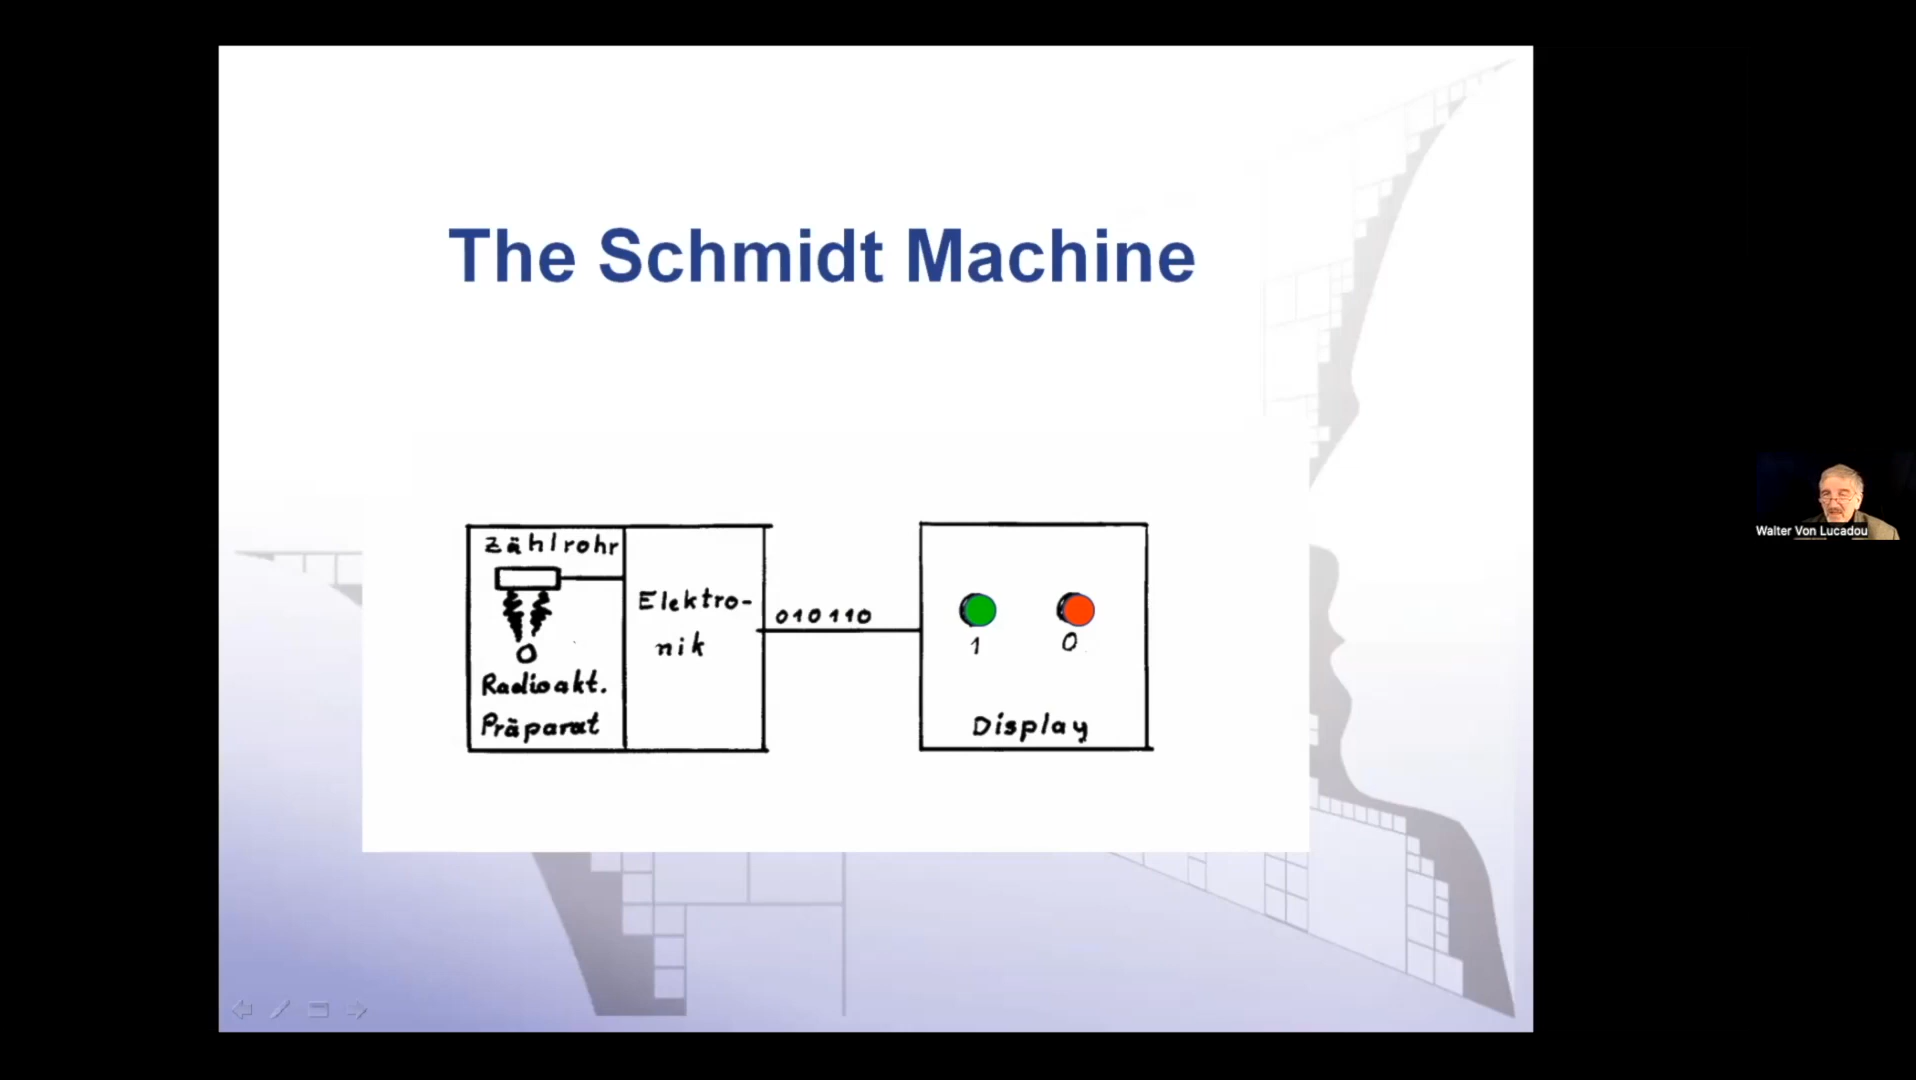 The Schmidt Machine
Zählrohr
Radioakt.
Präparat
Elektro-
nik
010110
1
0
Display
Walter Von Lucadou